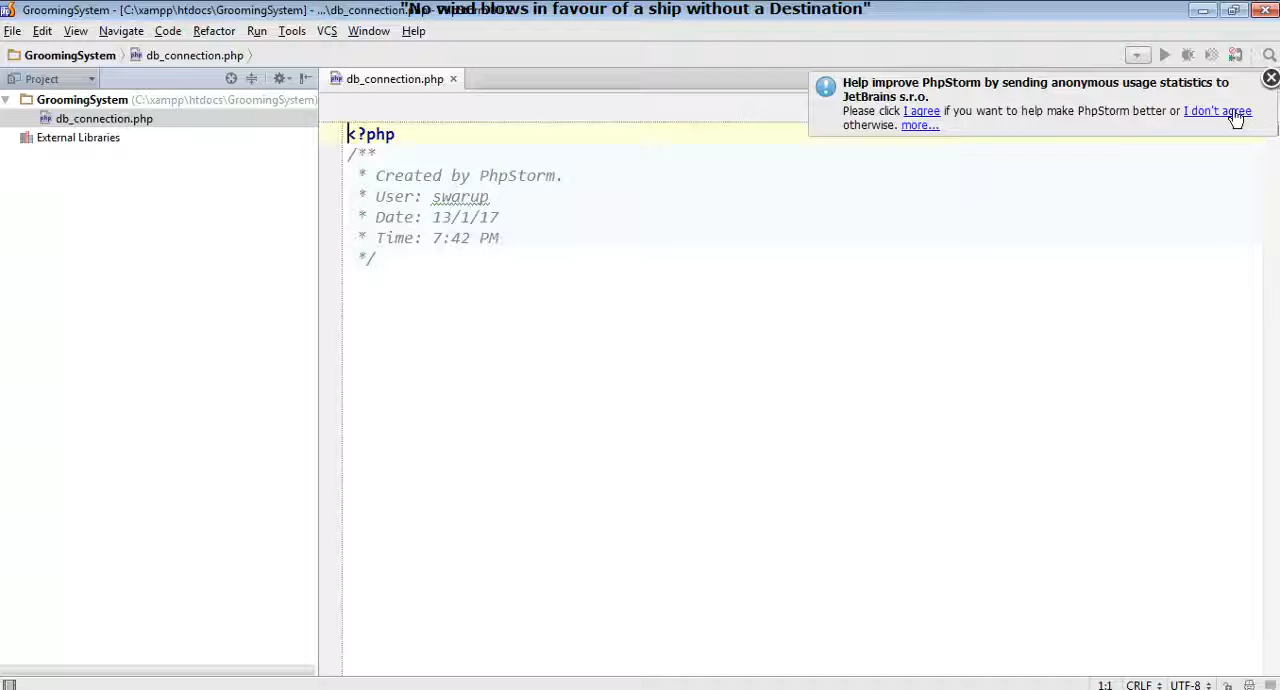 "No wind blows in favour of a ship without a Destination"
GroomingSystem - [C:\xampp\htdocs\GroomingSystem] - ...\db_connection.
File Edit View Navigate Code Refactor Run Tools VCS Window Help
GroomingSystem db_connection.php
Project
db_connection.php
Help improve PhpStorm by sending anonymous usage statistics to
JetBrains s.r.o.
Please click I agree if you want to help make PhpStorm better or I don't agree
otherwise. more...
GroomingSystem (C:\xampp\htdocs\GroomingSystem)
db_connection.php
External Libraries
<?php
/**
* Created by PhpStorm.
* User: swarup
* Date: 13/1/17
* Time: 7:42 PM
*/
1:1 CRLF UTF-8